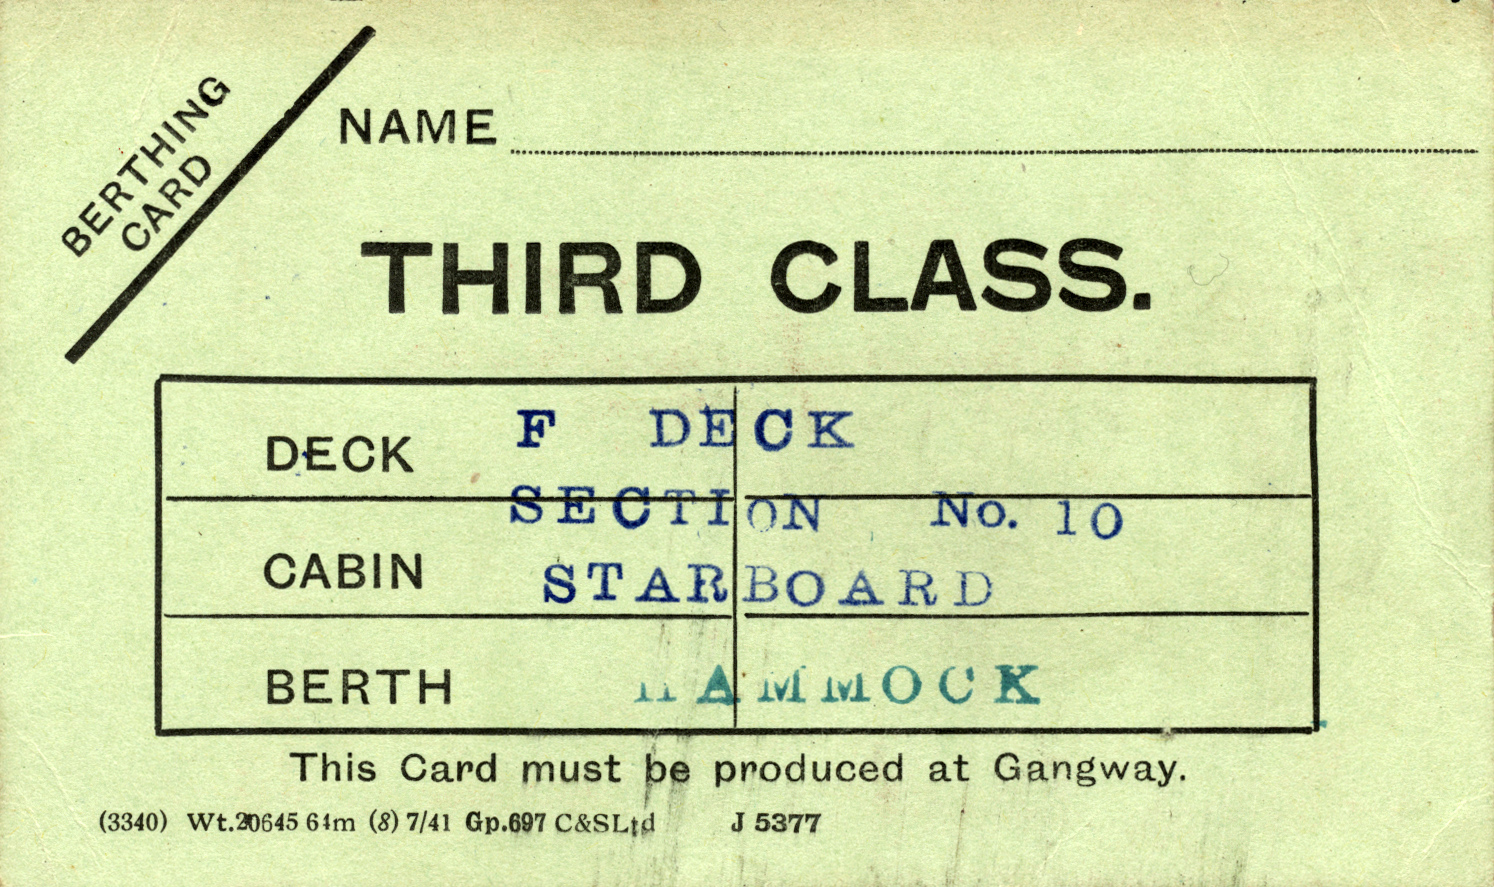 BERTHING
CARD
NAME
THIRD CLASS.
DECK F DECK
SECTION No. 10
CABIN STARBOARD
BERTH HAMMOCK
This Card must be produced at Gangway.
(3340) Wt.20645 64m (8) 7/41 Gp.697 C&SLtd J 5377